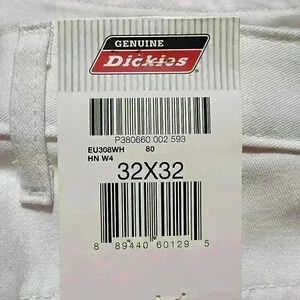 GENUINE
Dickies
P380660 002 593
EU308WH 80
HN W4
32X32
8 89440 60129 5